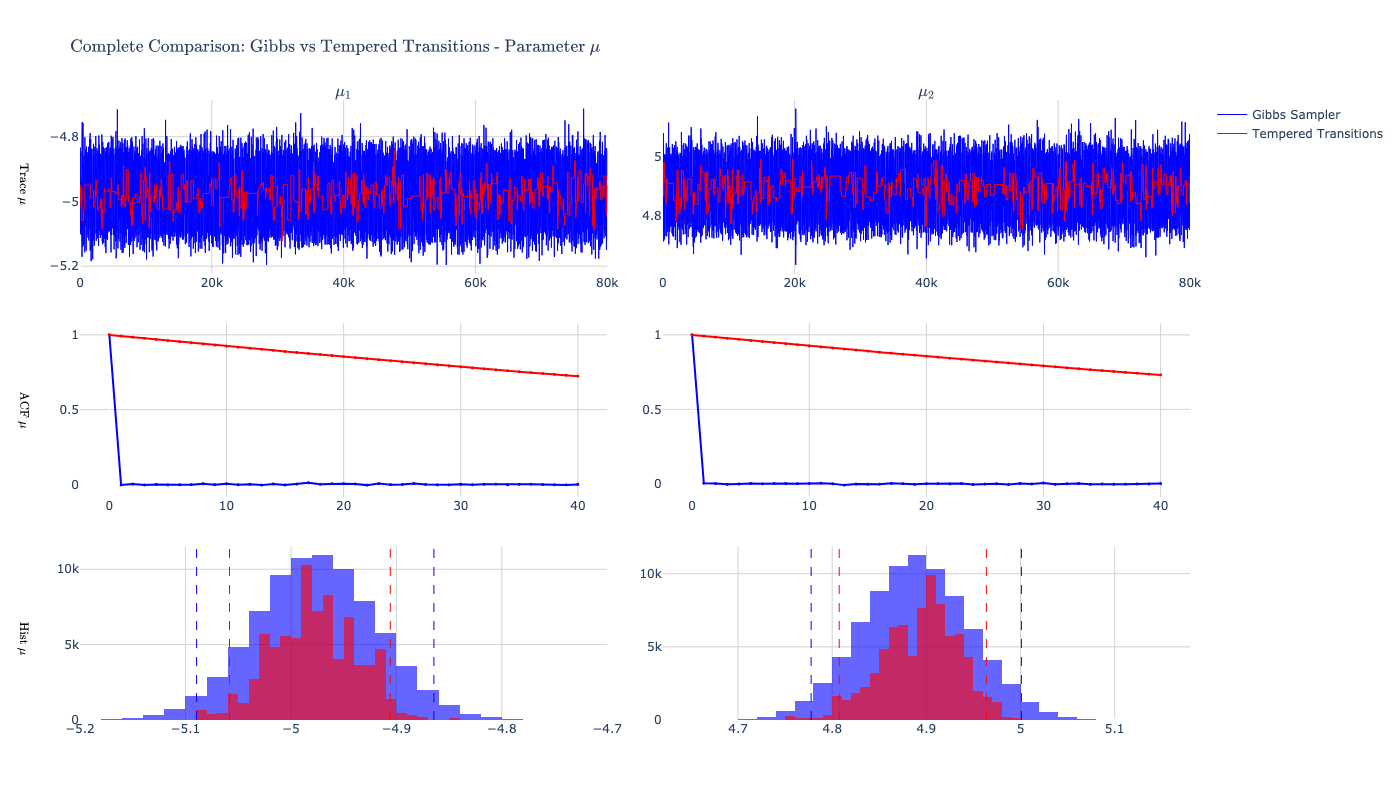 Complete Comparison: Gibbs vs Tempered Transitions - Parameter μ
μ₁
μ₂
Gibbs Sampler
Tempered Transitions
Trace μ
−4.8
−5
−5.2
0
20k
40k
60k
80k
5
4.8
0
20k
40k
60k
80k
ACF μ
1
0.5
0
0
10
20
30
40
1
0.5
0
0
10
20
30
40
Hist μ
10k
5k
0
−5.2
−5.1
−5
−4.9
−4.8
−4.7
10k
5k
0
4.7
4.8
4.9
5
5.1